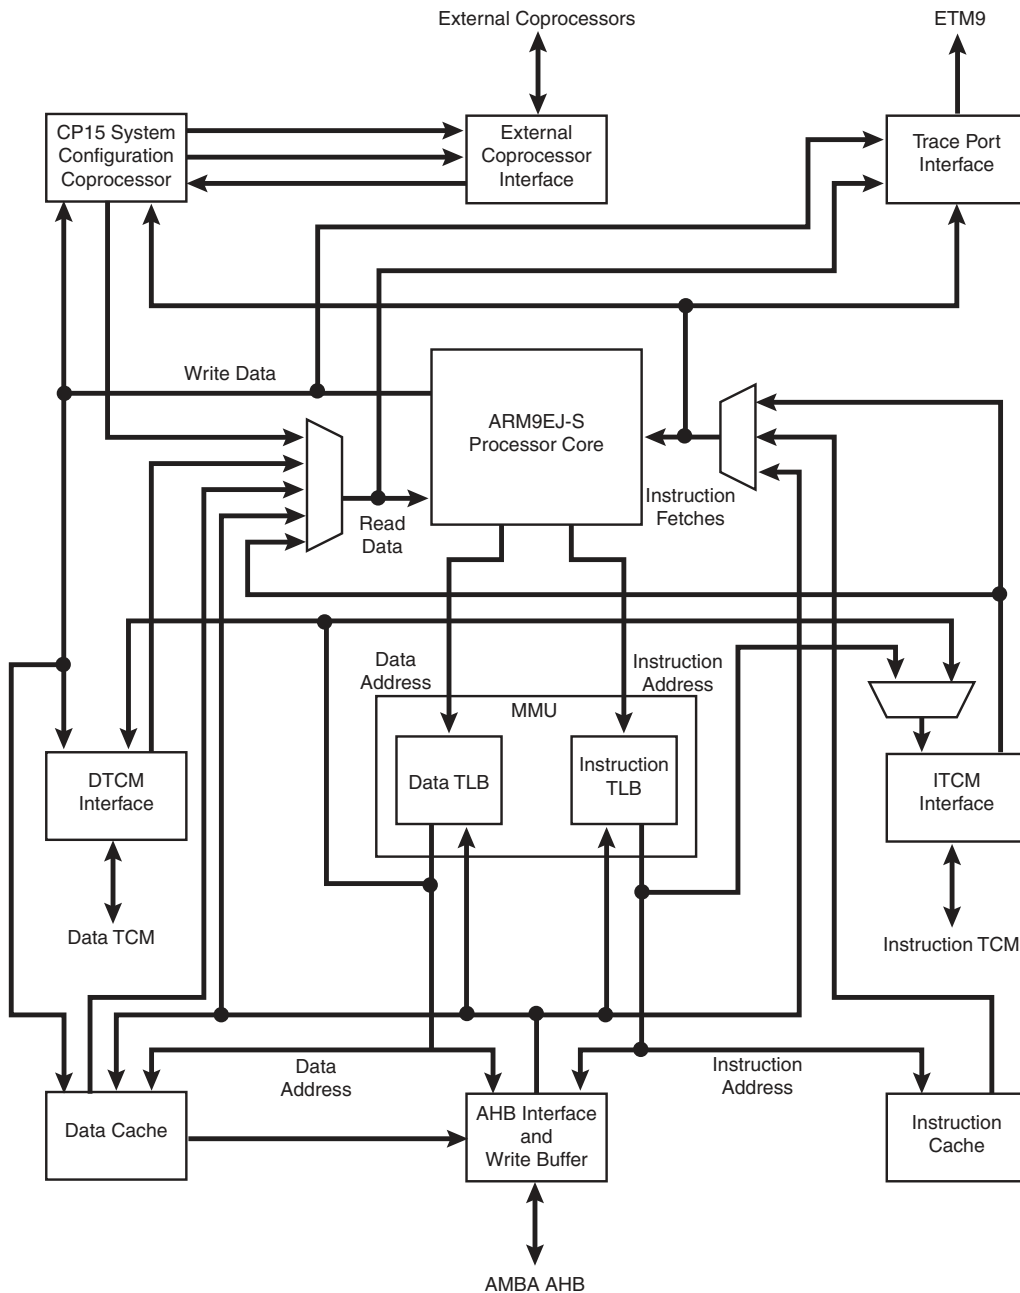 External Coprocessors
ETM9
CP15 System
Configuration
Coprocessor
External
Coprocessor
Interface
Trace Port
Interface
Write Data
ARM9EJ-S
Processor Core
Instruction
Fetches
Read
Data
Data
Address
Instruction
Address
MMU
Data TLB
Instruction
TLB
DTCM
Interface
ITCM
Interface
Data TCM
Instruction TCM
Data
Address
Instruction
Address
Data Cache
AHB Interface
and
Write Buffer
Instruction
Cache
AMBA AHB